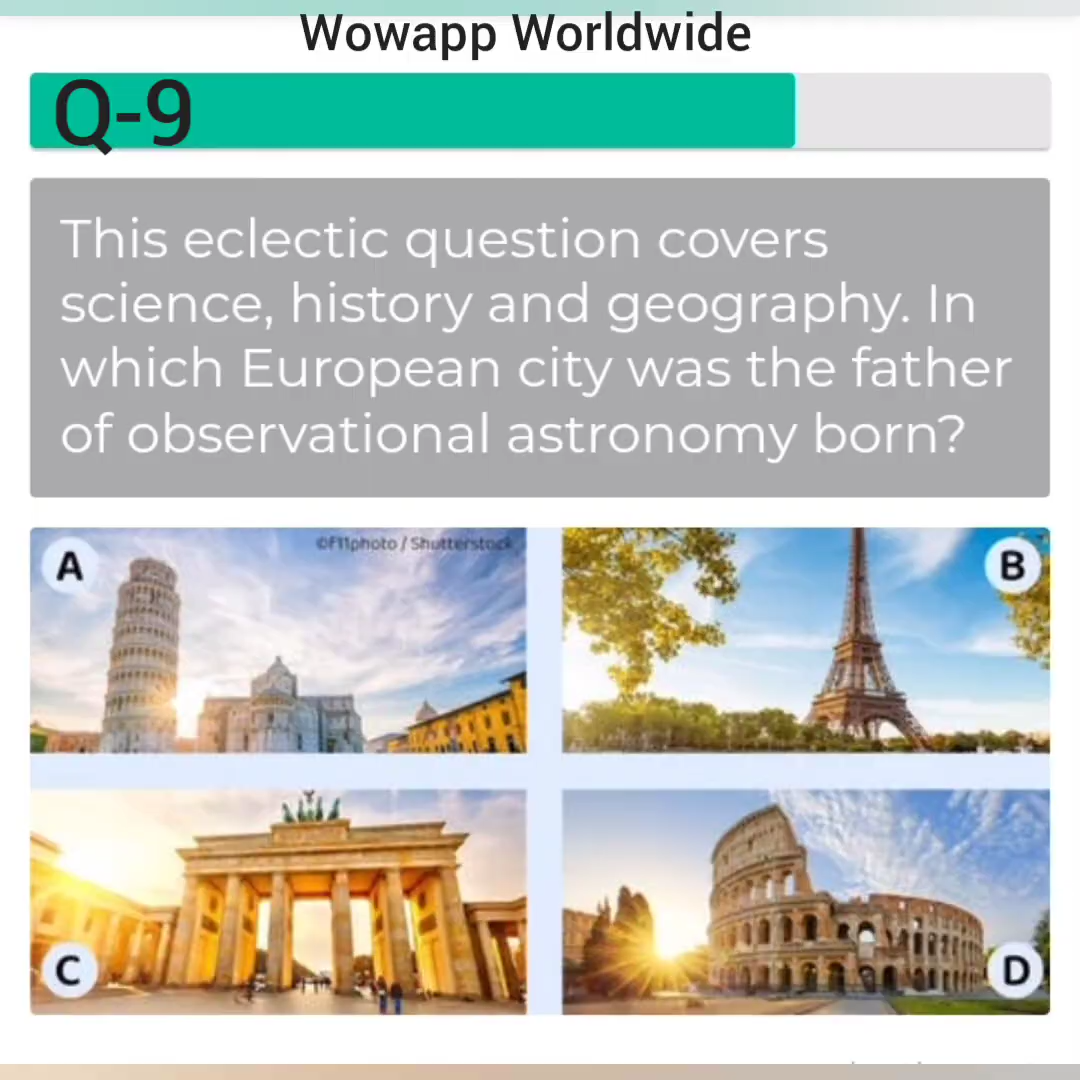 Wowapp Worldwide
Q-9
This eclectic question covers
science, history and geography. In
which European city was the father
of observational astronomy born?
A
©F11photo / Shutterstock
B
C
D